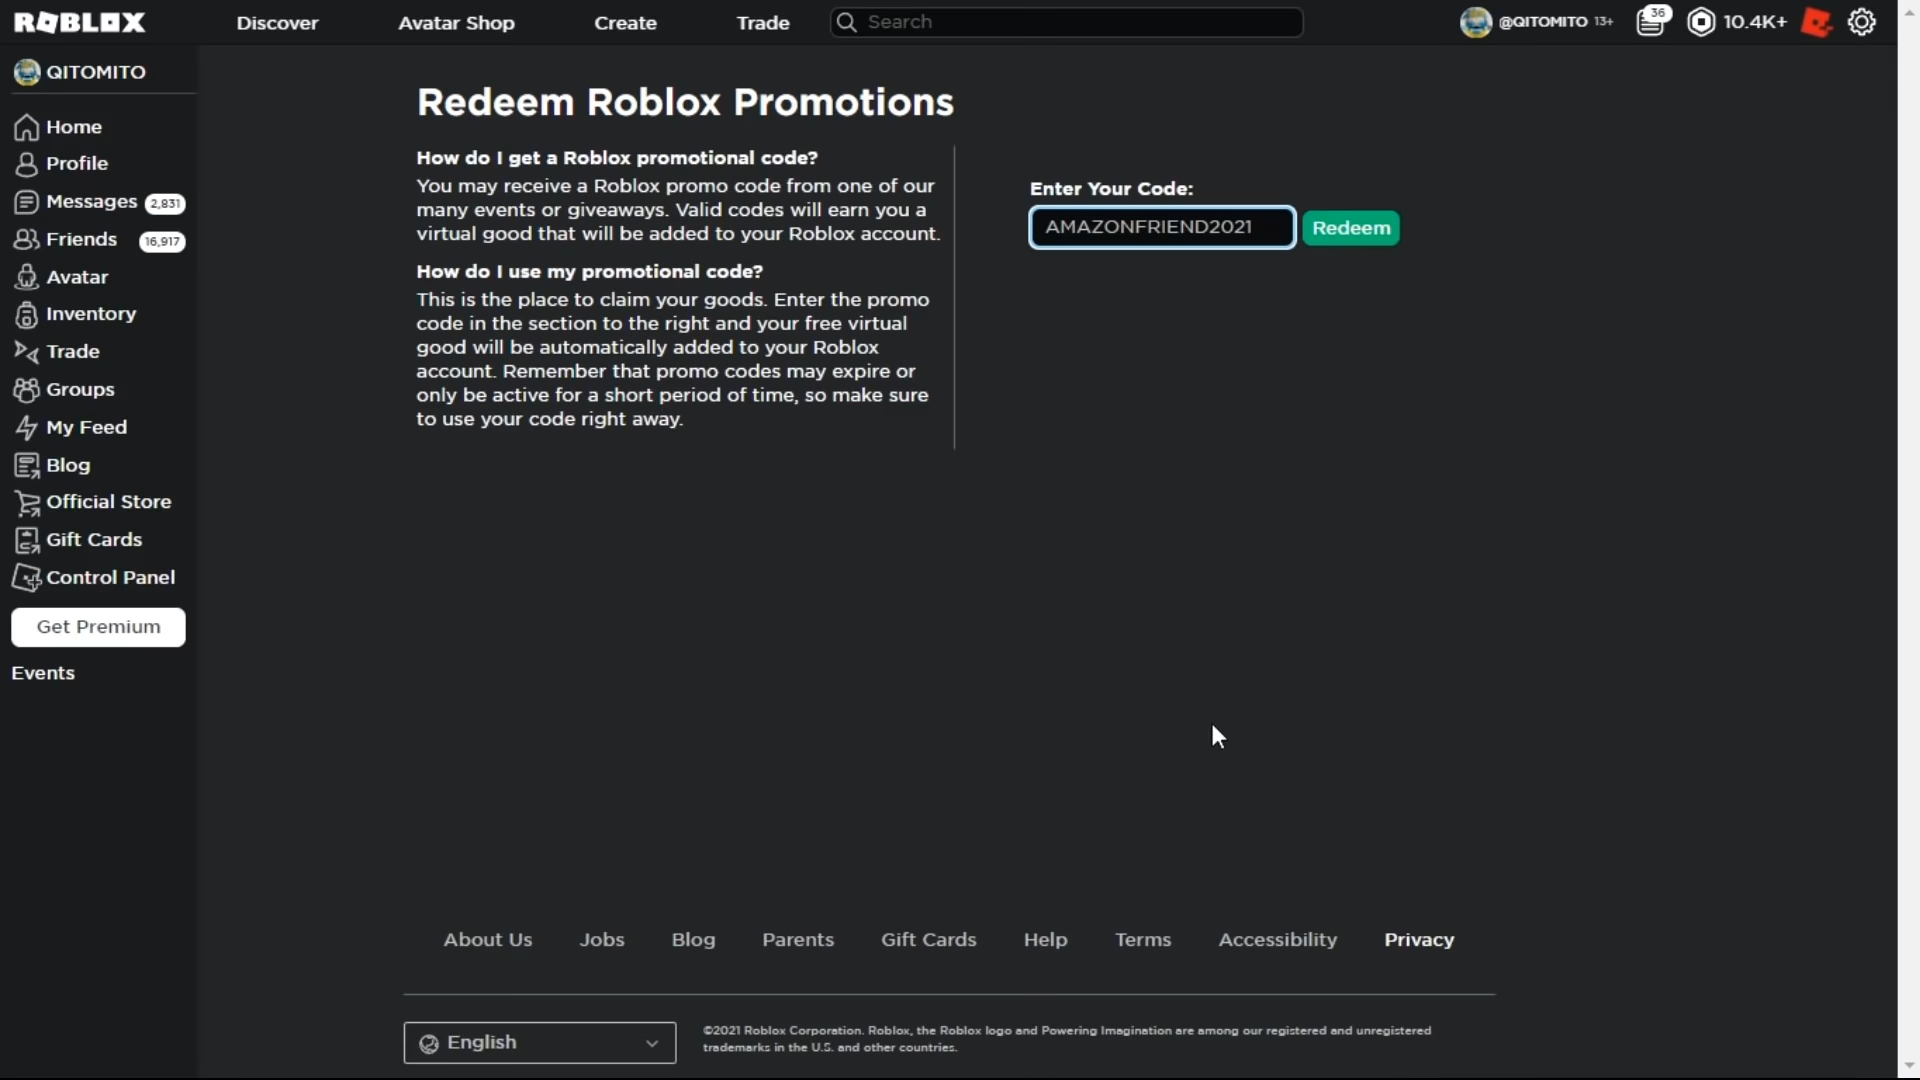 ROBLOX
Discover
Avatar Shop
Create
Trade
Search
@QITOMITO 13+
36
10.4K+
QITOMITO
Home
Profile
Messages 2,831
Friends 16,917
Avatar
Inventory
Trade
Groups
My Feed
Blog
Official Store
Gift Cards
Control Panel
Get Premium
Events
Redeem Roblox Promotions
How do I get a Roblox promotional code?
You may receive a Roblox promo code from one of our
many events or giveaways. Valid codes will earn you a
virtual good that will be added to your Roblox account.
How do I use my promotional code?
This is the place to claim your goods. Enter the promo
code in the section to the right and your free virtual
good will be automatically added to your Roblox
account. Remember that promo codes may expire or
only be active for a short period of time, so make sure
to use your code right away.
Enter Your Code:
AMAZONFRIEND2021
Redeem
About Us
Jobs
Blog
Parents
Gift Cards
Help
Terms
Accessibility
Privacy
English
©2021 Roblox Corporation. Roblox, the Roblox logo and Powering Imagination are among our registered and unregistered
trademarks in the U.S. and other countries.